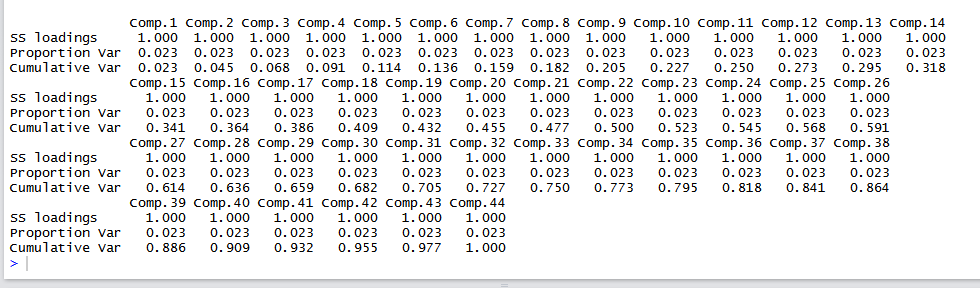 Comp.1 Comp.2 Comp.3 Comp.4 Comp.5 Comp.6 Comp.7 Comp.8 Comp.9 Comp.10 Comp.11 Comp.12 Comp.13 Comp.14
SS loadings 1.000 1.000 1.000 1.000 1.000 1.000 1.000 1.000 1.000 1.000 1.000 1.000 1.000 1.000
Proportion Var 0.023 0.023 0.023 0.023 0.023 0.023 0.023 0.023 0.023 0.023 0.023 0.023 0.023 0.023
Cumulative Var 0.023 0.045 0.068 0.091 0.114 0.136 0.159 0.182 0.205 0.227 0.250 0.273 0.295 0.318
Comp.15 Comp.16 Comp.17 Comp.18 Comp.19 Comp.20 Comp.21 Comp.22 Comp.23 Comp.24 Comp.25 Comp.26
SS loadings 1.000 1.000 1.000 1.000 1.000 1.000 1.000 1.000 1.000 1.000 1.000 1.000
Proportion Var 0.023 0.023 0.023 0.023 0.023 0.023 0.023 0.023 0.023 0.023 0.023 0.023
Cumulative Var 0.341 0.364 0.386 0.409 0.432 0.455 0.477 0.500 0.523 0.545 0.568 0.591
Comp.27 Comp.28 Comp.29 Comp.30 Comp.31 Comp.32 Comp.33 Comp.34 Comp.35 Comp.36 Comp.37 Comp.38
SS loadings 1.000 1.000 1.000 1.000 1.000 1.000 1.000 1.000 1.000 1.000 1.000 1.000
Proportion Var 0.023 0.023 0.023 0.023 0.023 0.023 0.023 0.023 0.023 0.023 0.023 0.023
Cumulative Var 0.614 0.636 0.659 0.682 0.705 0.727 0.750 0.773 0.795 0.818 0.841 0.864
Comp.39 Comp.40 Comp.41 Comp.42 Comp.43 Comp.44
SS loadings 1.000 1.000 1.000 1.000 1.000 1.000
Proportion Var 0.023 0.023 0.023 0.023 0.023 0.023
Cumulative Var 0.886 0.909 0.932 0.955 0.977 1.000
>